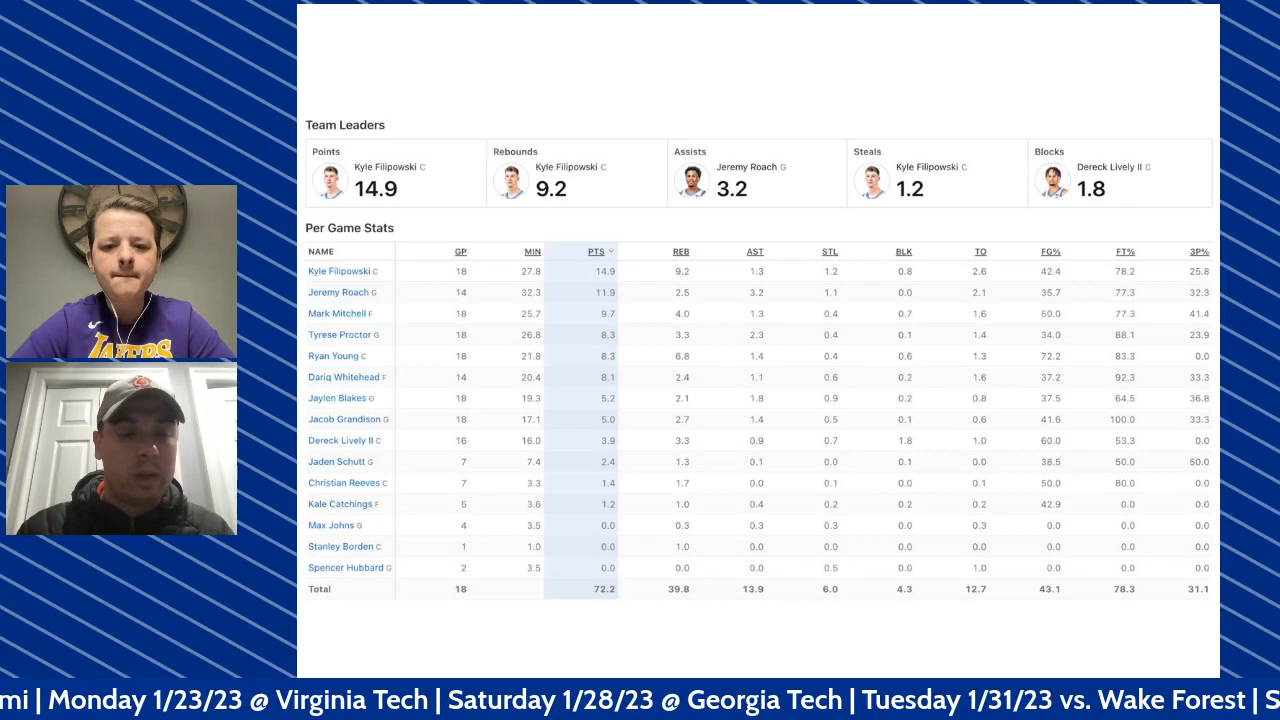 Team Leaders
Points Rebounds Assists Steals Blocks
Kyle Filipowski C Kyle Filipowski C Jeremy Roach G Kyle Filipowski C Dereck Lively II C
14.9 9.2 3.2 1.2 1.8
Per Game Stats
NAME GP MIN PTS REB AST STL BLK TO FG% FT% 3P%
Kyle Filipowski C 18 27.8 14.9 9.2 1.3 1.2 0.8 2.6 42.4 78.2 25.8
Jeremy Roach G 14 32.3 11.9 2.5 3.2 1.1 0.0 2.1 35.7 77.3 32.3
Mark Mitchell F 18 25.7 9.7 4.0 1.3 0.4 0.7 1.6 50.0 77.3 41.4
Tyrese Proctor G 18 26.8 8.3 3.3 2.3 0.4 0.1 1.4 34.0 88.1 23.9
Ryan Young C 18 21.8 8.3 6.8 1.4 0.4 0.6 1.3 72.2 83.3 0.0
Dariq Whitehead F 14 20.4 8.1 2.4 1.1 0.6 0.2 1.6 37.2 92.3 33.3
Jaylen Blakes G 18 19.3 5.2 2.1 1.8 0.9 0.2 0.8 37.5 64.5 36.8
Jacob Grandison G 18 17.1 5.0 2.7 1.4 0.5 0.1 0.6 41.6 100.0 33.3
Dereck Lively II C 16 16.0 3.9 3.3 0.9 0.7 1.8 1.0 60.0 53.3 0.0
Jaden Schutt G 7 7.4 2.4 1.3 0.1 0.0 0.1 0.0 38.5 50.0 50.0
Christian Reeves C 7 3.3 1.4 1.7 0.0 0.1 0.0 0.1 50.0 80.0 0.0
Kale Catchings F 5 3.6 1.2 1.0 0.4 0.2 0.2 0.2 42.9 0.0 0.0
Max Johns G 4 3.5 0.0 0.3 0.3 0.3 0.0 0.3 0.0 0.0 0.0
Stanley Borden C 1 1.0 0.0 1.0 0.0 0.0 0.0 0.0 0.0 0.0 0.0
Spencer Hubbard G 2 3.5 0.0 0.0 0.0 0.5 0.0 1.0 0.0 0.0 0.0
Total 18 72.2 39.8 13.9 6.0 4.3 12.7 43.1 78.3 31.1
LAKERS
mi | Monday 1/23/23 @ Virginia Tech | Saturday 1/28/23 @ Georgia Tech | Tuesday 1/31/23 vs. Wake Forest | S